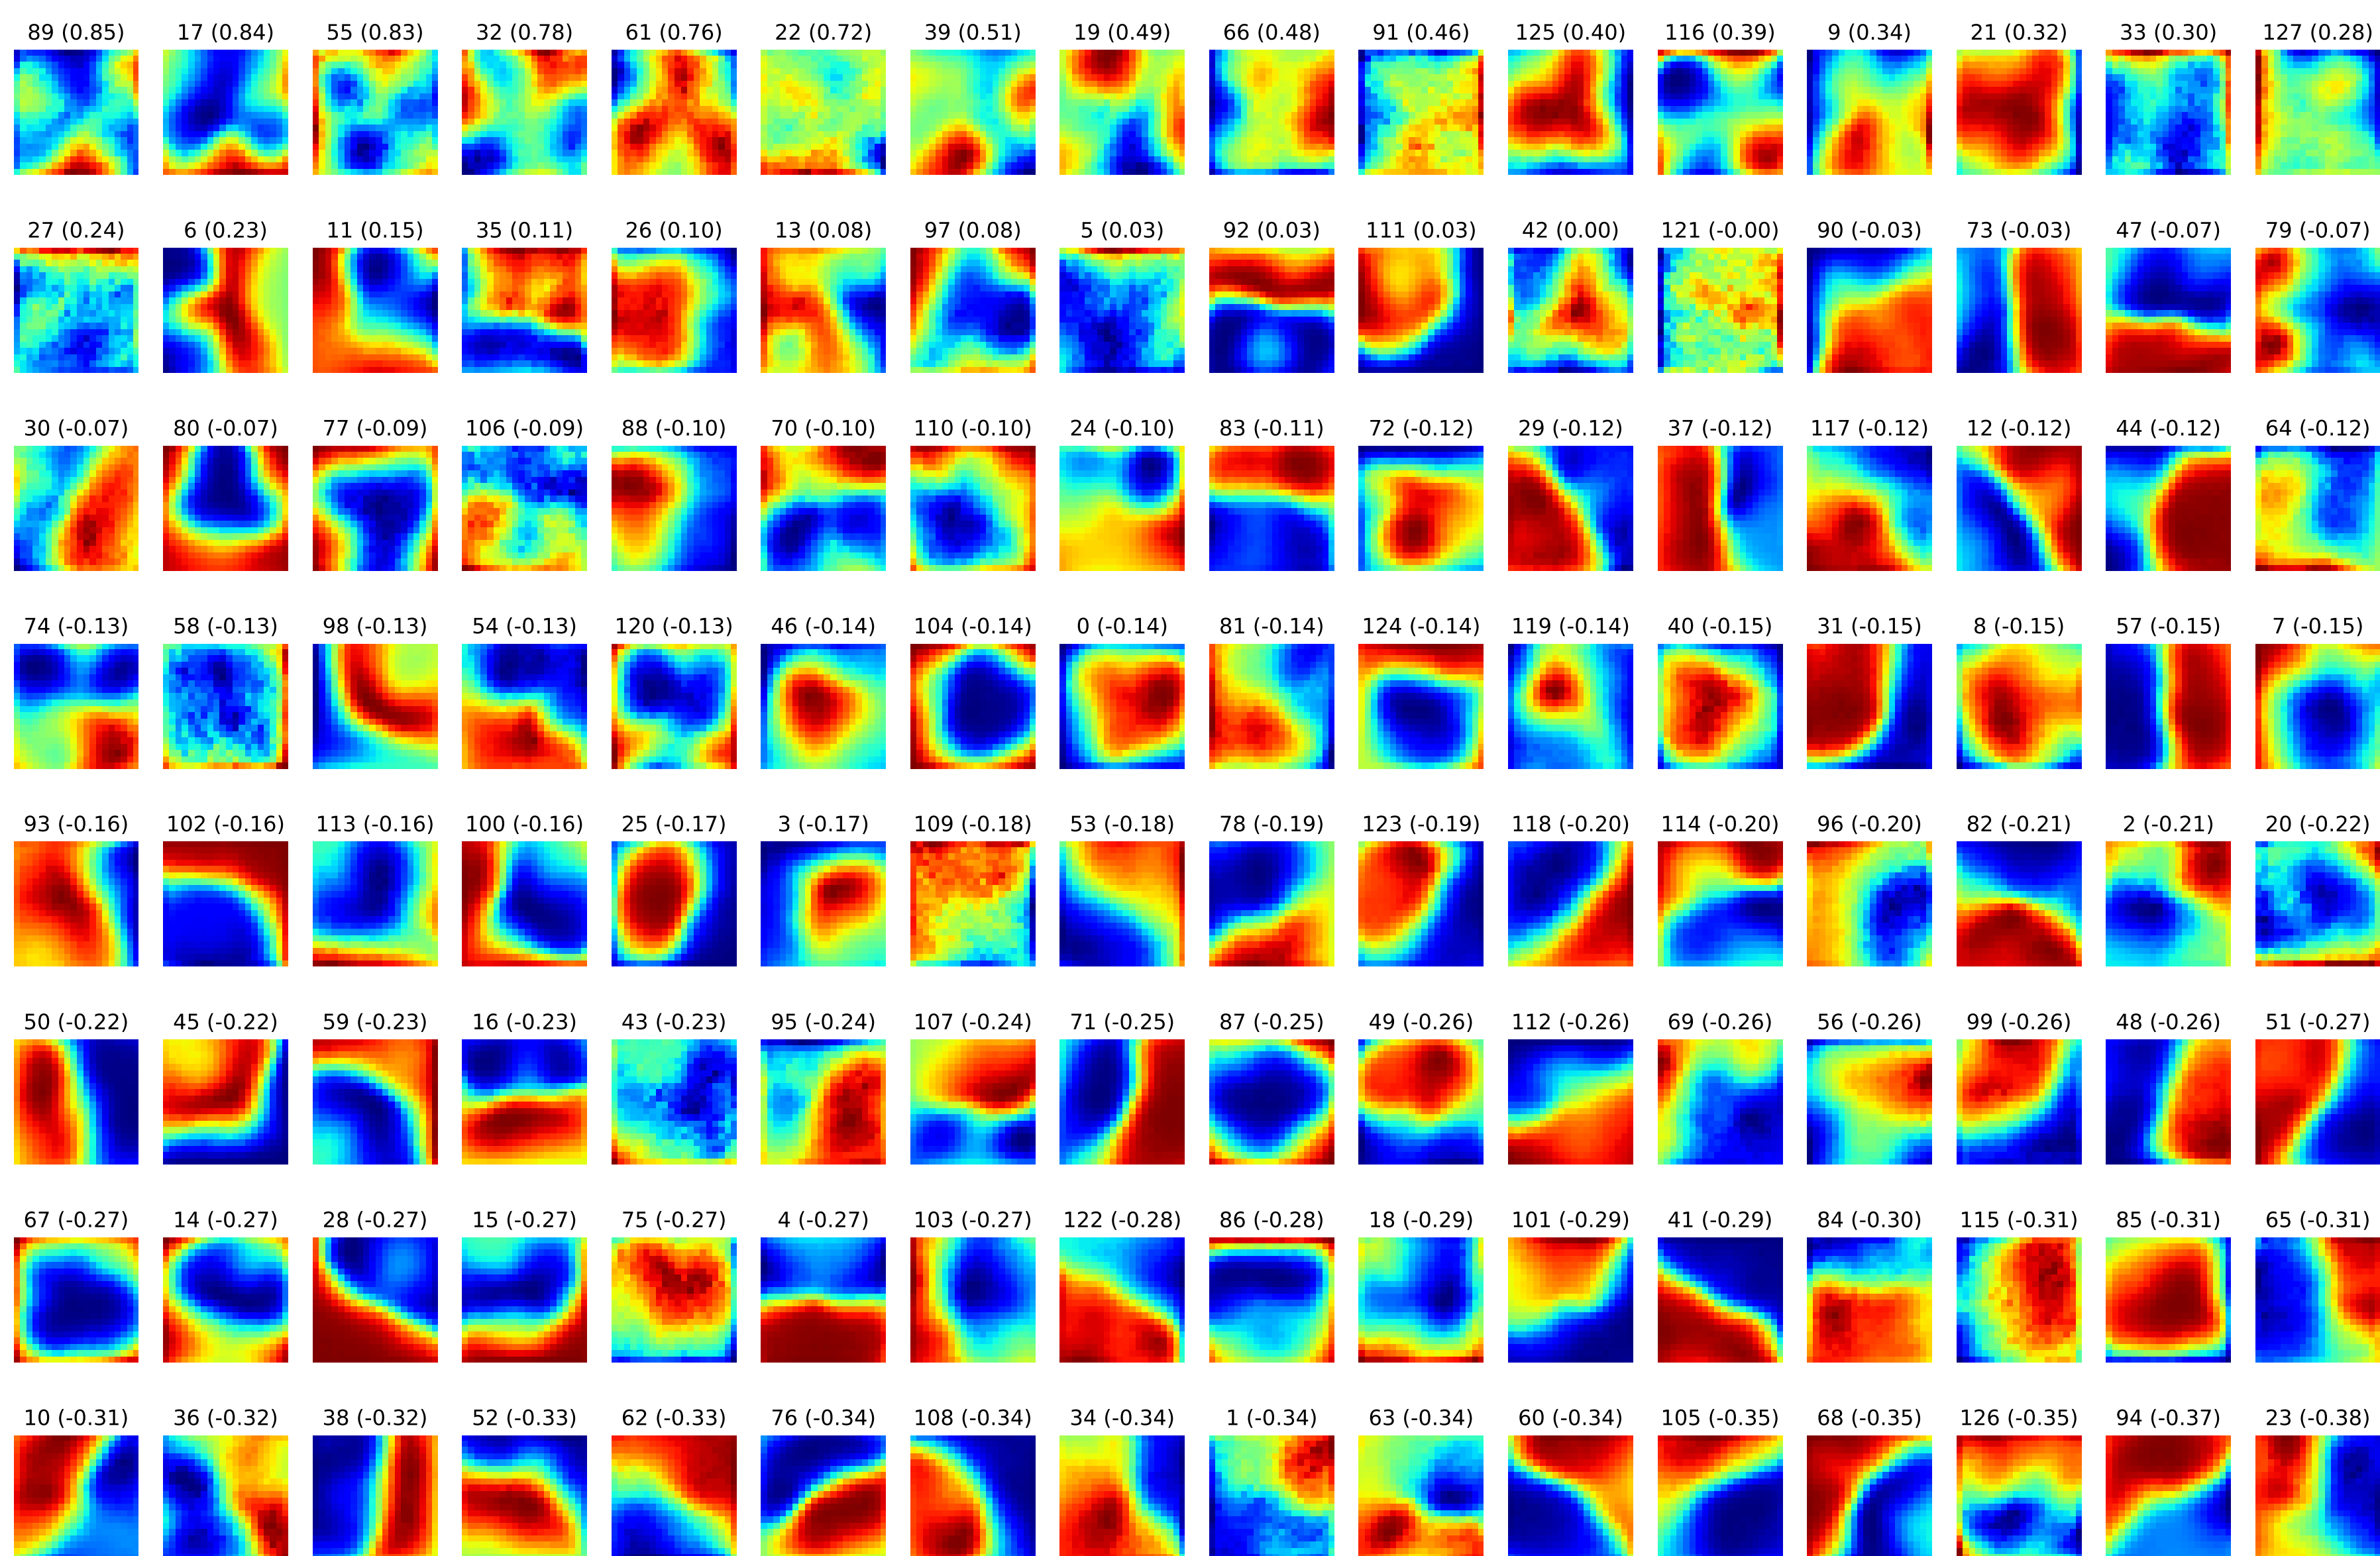 89 (0.85) 17 (0.84) 55 (0.83) 32 (0.78) 61 (0.76) 22 (0.72) 39 (0.51) 19 (0.49) 66 (0.48) 91 (0.46) 125 (0.40) 116 (0.39) 9 (0.34) 21 (0.32) 33 (0.30) 127 (0.28)
27 (0.24) 6 (0.23) 11 (0.15) 35 (0.11) 26 (0.10) 13 (0.08) 97 (0.08) 5 (0.03) 92 (0.03) 111 (0.03) 42 (0.00) 121 (-0.00) 90 (-0.03) 73 (-0.03) 47 (-0.07) 79 (-0.07)
30 (-0.07) 80 (-0.07) 77 (-0.09) 106 (-0.09) 88 (-0.10) 70 (-0.10) 110 (-0.10) 24 (-0.10) 83 (-0.11) 72 (-0.12) 29 (-0.12) 37 (-0.12) 117 (-0.12) 12 (-0.12) 44 (-0.12) 64 (-0.12)
74 (-0.13) 58 (-0.13) 98 (-0.13) 54 (-0.13) 120 (-0.13) 46 (-0.14) 104 (-0.14) 0 (-0.14) 81 (-0.14) 124 (-0.14) 119 (-0.14) 40 (-0.15) 31 (-0.15) 8 (-0.15) 57 (-0.15) 7 (-0.15)
93 (-0.16) 102 (-0.16) 113 (-0.16) 100 (-0.16) 25 (-0.17) 3 (-0.17) 109 (-0.18) 53 (-0.18) 78 (-0.19) 123 (-0.19) 118 (-0.20) 114 (-0.20) 96 (-0.20) 82 (-0.21) 2 (-0.21) 20 (-0.22)
50 (-0.22) 45 (-0.22) 59 (-0.23) 16 (-0.23) 43 (-0.23) 95 (-0.24) 107 (-0.24) 71 (-0.25) 87 (-0.25) 49 (-0.26) 112 (-0.26) 69 (-0.26) 56 (-0.26) 99 (-0.26) 48 (-0.26) 51 (-0.27)
67 (-0.27) 14 (-0.27) 28 (-0.27) 15 (-0.27) 75 (-0.27) 4 (-0.27) 103 (-0.27) 122 (-0.28) 86 (-0.28) 18 (-0.29) 101 (-0.29) 41 (-0.29) 84 (-0.30) 115 (-0.31) 85 (-0.31) 65 (-0.31)
10 (-0.31) 36 (-0.32) 38 (-0.32) 52 (-0.33) 62 (-0.33) 76 (-0.34) 108 (-0.34) 34 (-0.34) 1 (-0.34) 63 (-0.34) 60 (-0.34) 105 (-0.35) 68 (-0.35) 126 (-0.35) 94 (-0.37) 23 (-0.38)